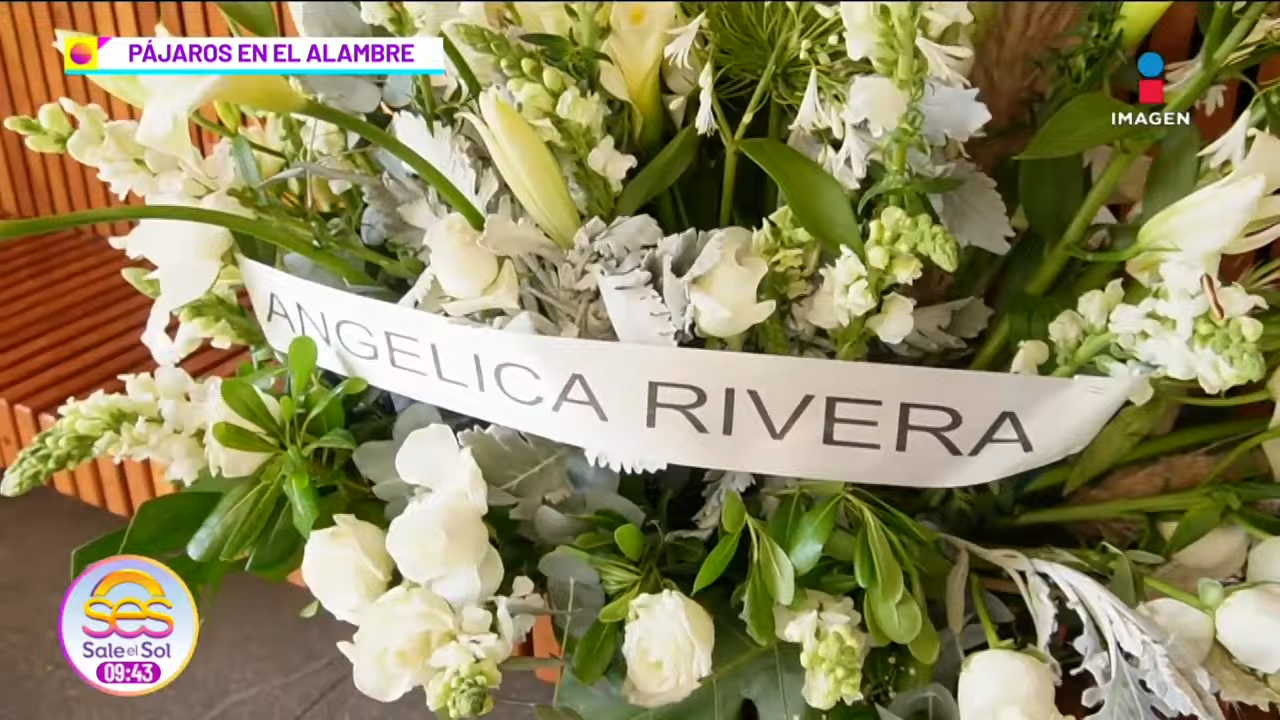 PÁJAROS EN EL ALAMBRE
IMAGEN
ANGELICA RIVERA
SES
Sale el Sol
09:43